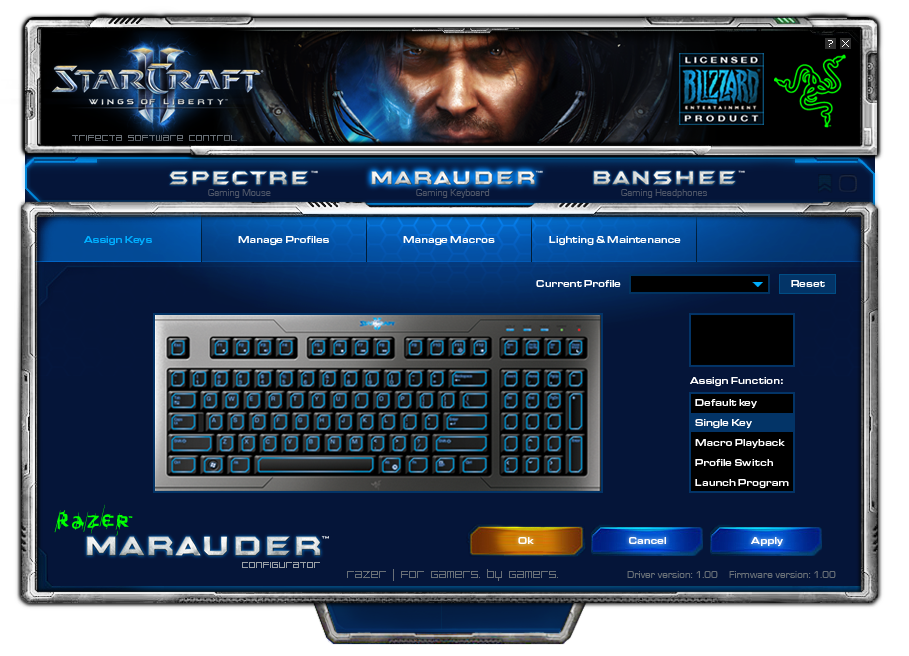 ? X
STARCRAFT II
WINGS OF LIBERTY™
TRIFECTA SOFTWARE CONTROL
LICENSED
BLIZZARD
ENTERTAINMENT
PRODUCT
SPECTRE™
Gaming Mouse
MARAUDER™
Gaming Keyboard
BANSHEE™
Gaming Headphones
Assign Keys
Manage Profiles
Manage Macros
Lighting & Maintenance
Current Profile
Reset
Assign Function:
Default key
Single Key
Macro Playback
Profile Switch
Launch Program
RAZER™
MARAUDER™
CONFIGURATOR
Ok
Cancel
Apply
RAZER | FOR GAMERS. BY GAMERS.
Driver version: 1.00
Firmware version: 1.00